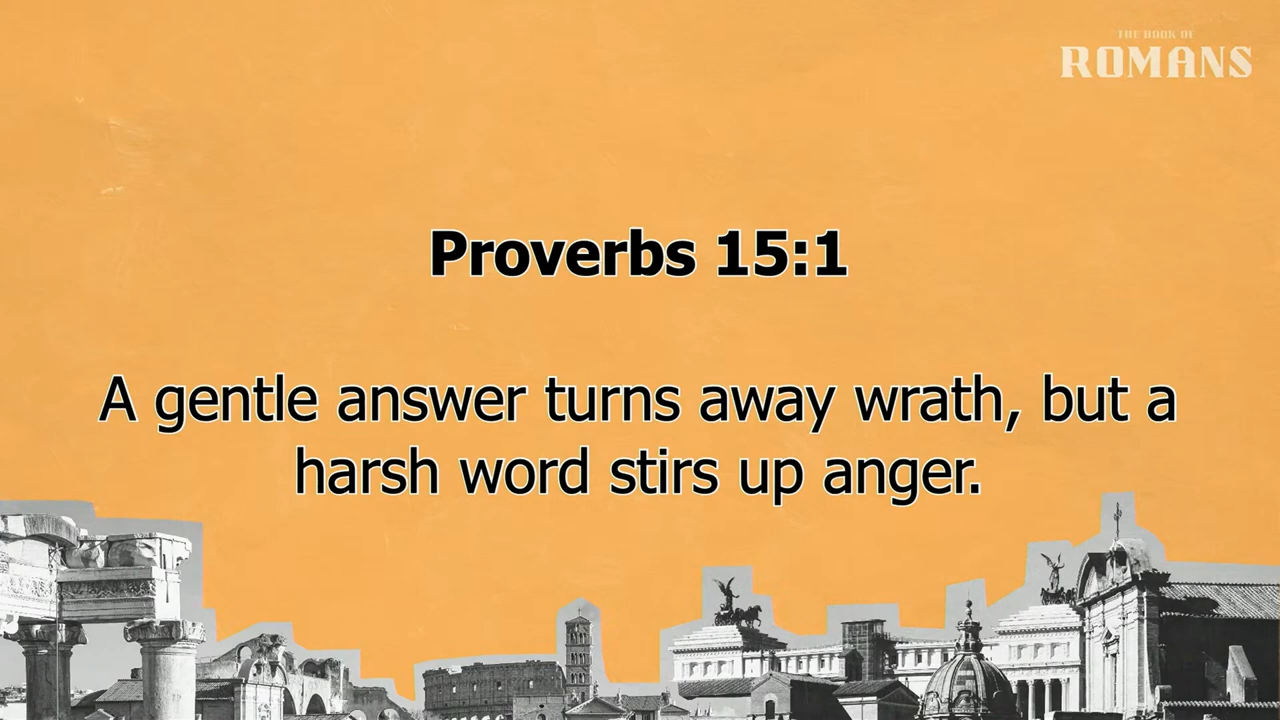 THE BOOK OF
ROMANS
Proverbs 15:1
A gentle answer turns away wrath, but a
harsh word stirs up anger.